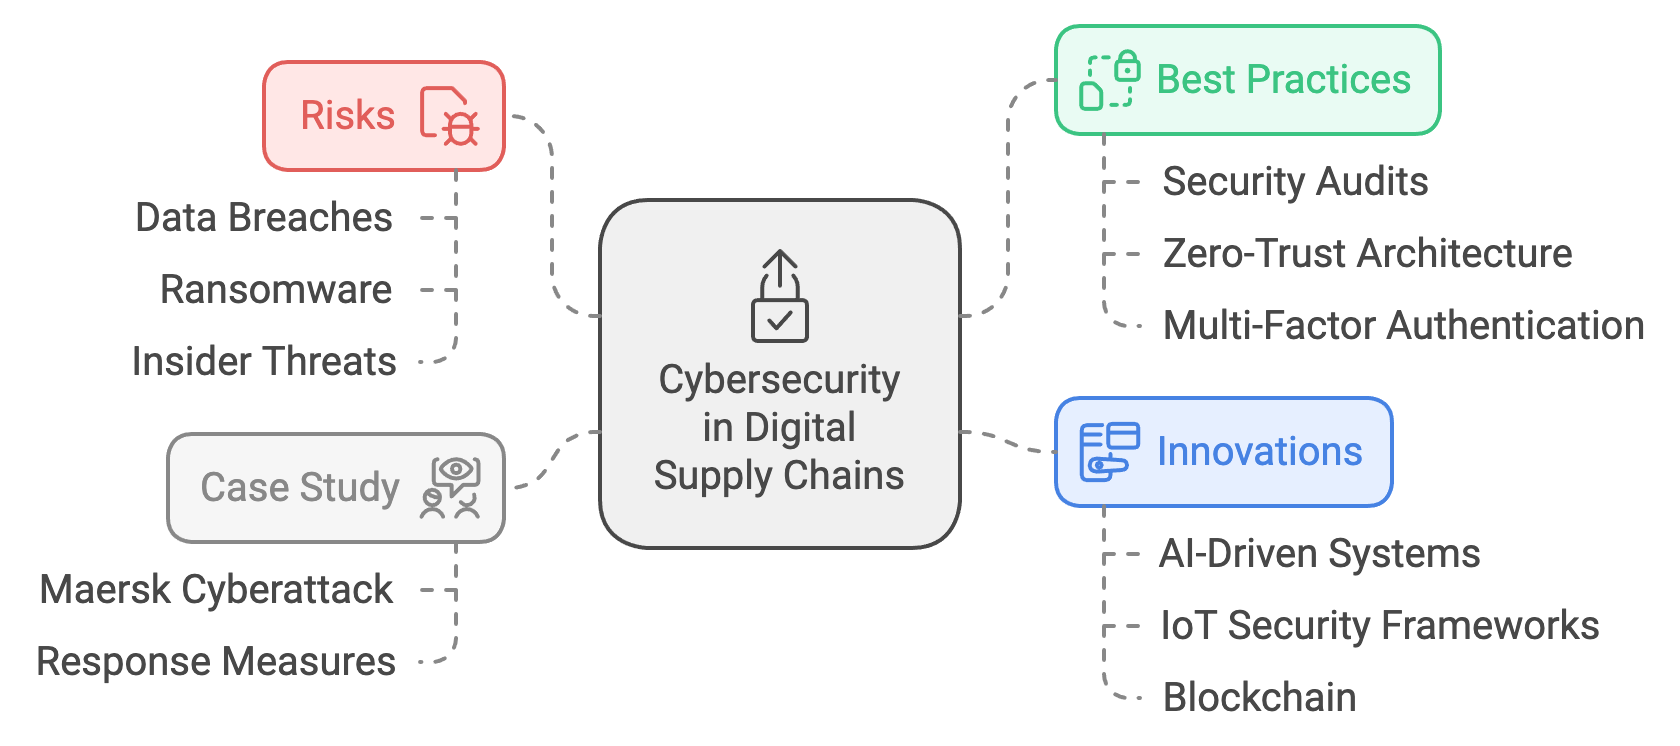 Risks
Data Breaches
Ransomware
Insider Threats
Case Study
Maersk Cyberattack
Response Measures
Cybersecurity
in Digital
Supply Chains
Best Practices
Security Audits
Zero-Trust Architecture
Multi-Factor Authentication
Innovations
AI-Driven Systems
IoT Security Frameworks
Blockchain